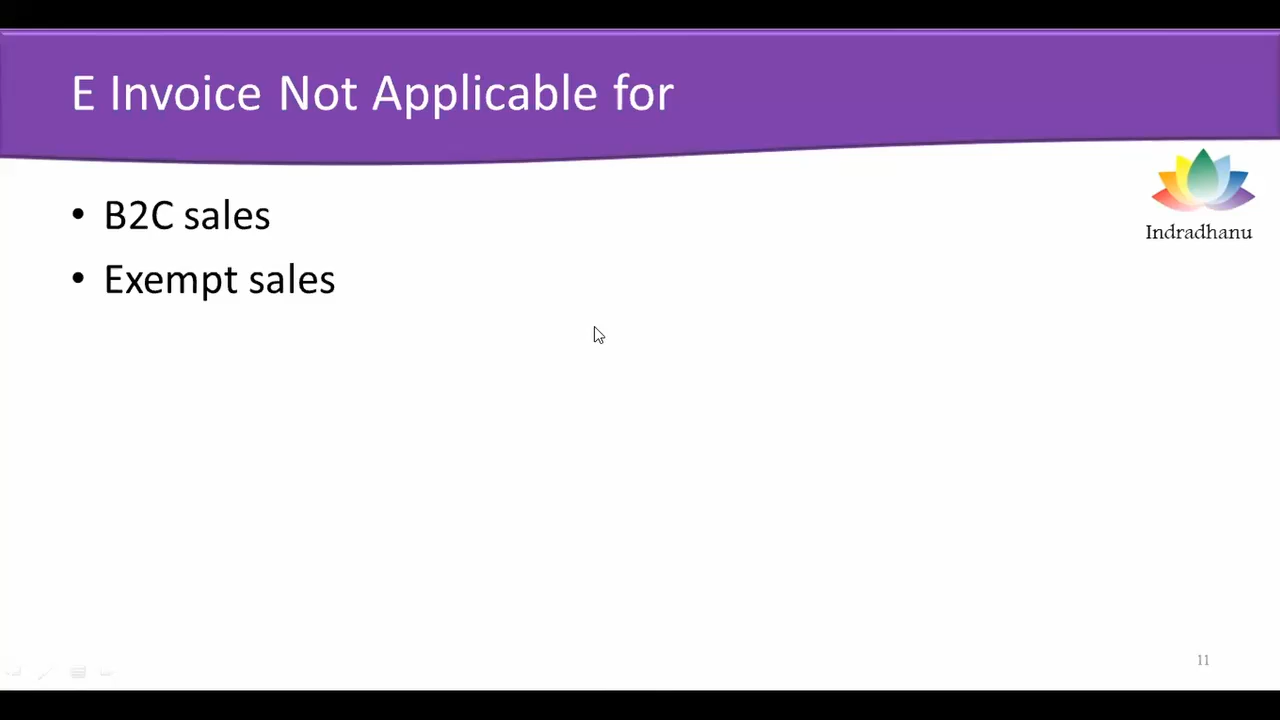 E Invoice Not Applicable for
• B2C sales
• Exempt sales
Indradhanu
11